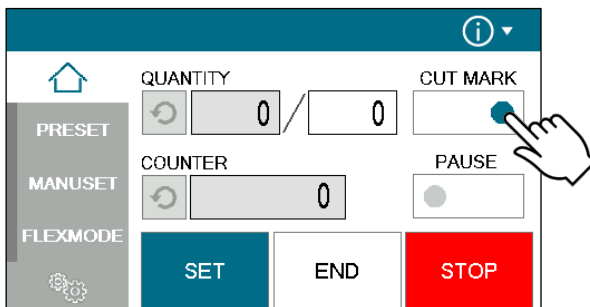 QUANTITY
CUT MARK
0 / 0
PRESET
COUNTER
PAUSE
MANUSET
0
FLEXMODE
SET
END
STOP